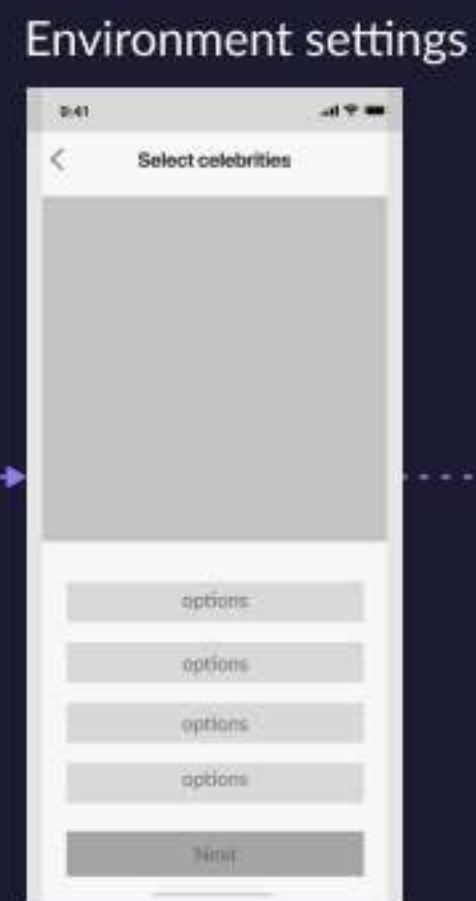 Environment settings
9:41
Select celebrities
options
options
options
options
Next